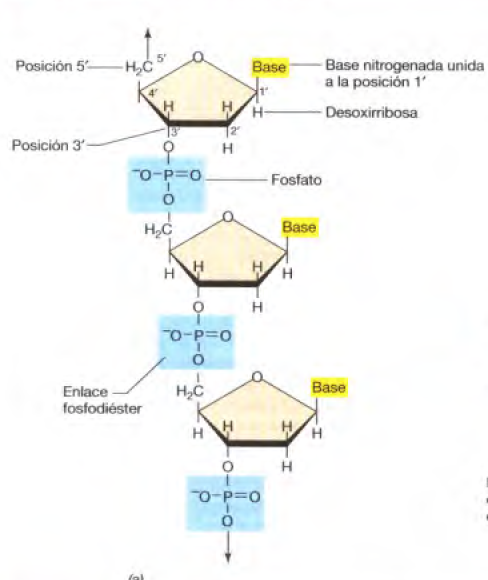 5′
Posición 5′
H₂C
O
Base
Base nitrogenada unida
a la posición 1′
4′
1′
H
H
H
H
Desoxirribosa
3′
2′
Posición 3′
O
H
⁻O–P=O
Fosfato
O
H₂C
O
Base
H
H
H
H
O
H
⁻O–P=O
O
Enlace
fosfodiéster
H₂C
O
Base
H
H
H
H
O
H
⁻O–P=O
O
(a)